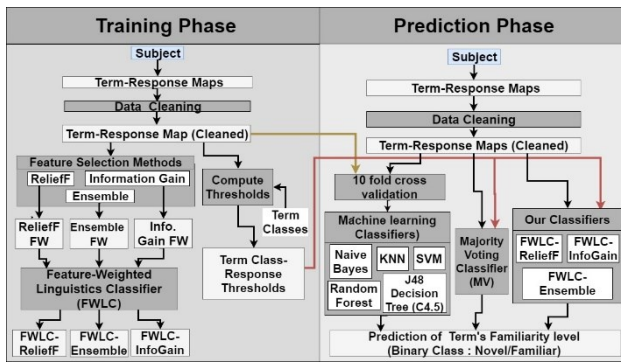 Training Phase
Subject
Term-Response Maps
Data Cleaning
Term-Response Map (Cleaned)
Feature Selection Methods
ReliefF
Information Gain
Ensemble
Compute
Thresholds
Term
Classes
ReliefF
FW
Ensemble
FW
Info.
Gain FW
Term Class-
Response
Thresholds
Feature-Weighted
Linguistics Classifier
(FWLC)
FWLC-
ReliefF
FWLC-
Ensemble
FWLC-
InfoGain
Prediction Phase
Subject
Term-Response Maps
Data Cleaning
Term-Response Maps (Cleaned)
10 fold cross
validation
Machine learning
Classifiers)
Naive
Bayes
KNN
SVM
Random
Forest
J48
Decision
Tree (C4.5)
Majority
Voting
Classifier
(MV)
Our Classifiers
FWLC-
ReliefF
FWLC-
InfoGain
FWLC-
Ensemble
Prediction of Term's Familiarity level
(Binary Class : Novel/Familiar)